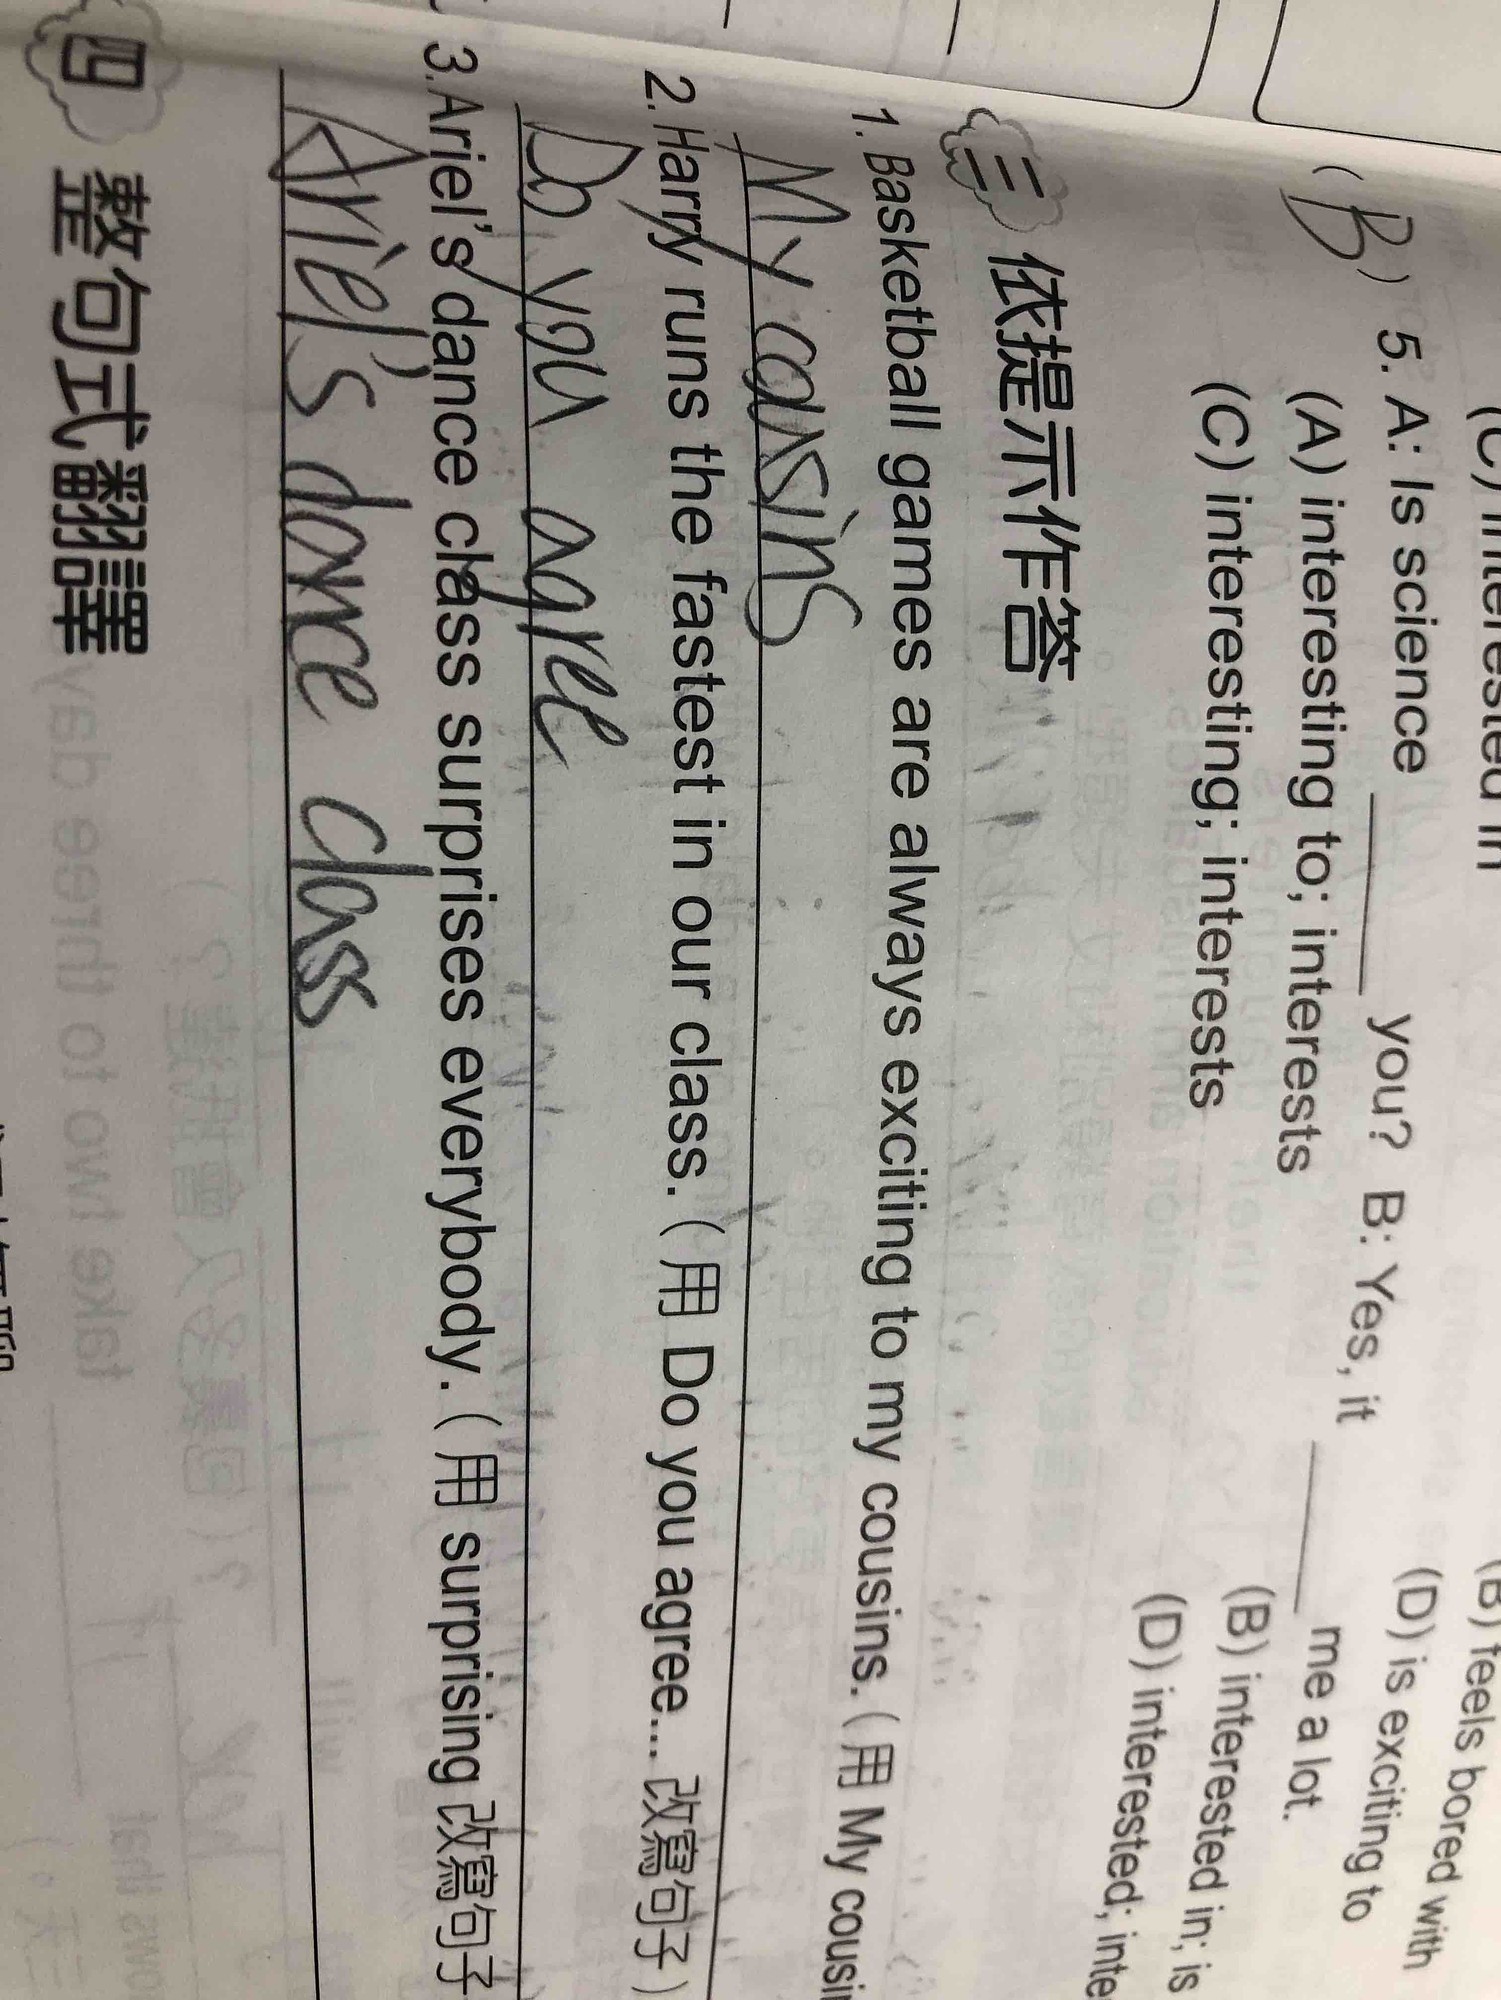 (C) interested in
(B) feels bored with
(D) is exciting to
(B) 5. A: Is science ______ you? B: Yes, it ______ me a lot.
(A) interesting to; interests
(B) interested in; is
(C) interesting; interests
(D) interested; inte
三 依提示作答
1. Basketball games are always exciting to my cousins. (用 My cousin
My cousins
2. Harry runs the fastest in our class. (用 Do you agree... 改寫句子)
Do you agree
3. Ariel's dance class surprises everybody. (用 surprising 改寫句子
Ariel's dance class
四 整句式翻譯